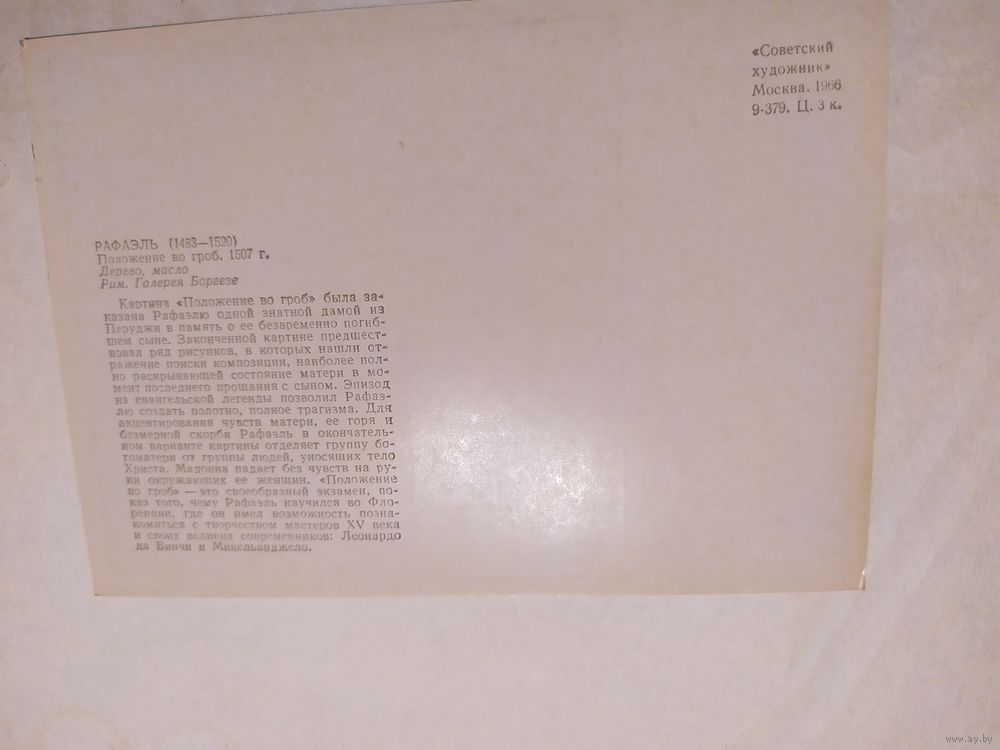 «Советский
художник»
Москва. 1966
9-379. Ц. 3 к.
РАФАЭЛЬ (1483—1520)
Положение во гроб. 1507 г.
Дерево, масло
Рим. Галерея Боргезе
Картина «Положение во гроб» была за-
казана Рафаэлю одной знатной дамой из
Перуджи в память о ее безвременно погиб-
шем сыне. Законченной картине предшест-
вовал ряд рисунков, в которых нашли от-
ражение поиски композиции, наиболее пол-
но раскрывающей состояние матери в мо-
мент последнего прощания с сыном. Эпизод
из евангельской легенды позволил Рафаэ-
лю создать полотно, полное трагизма. Для
акцентирования чувств матери, ее горя и
безмерной скорби Рафаэль в окончатель-
ном варианте картины отделяет группу бо-
гоматери от группы людей, уносящих тело
Христа. Мадонна падает без чувств на ру-
ки окружающих ее женщин. «Положение
во гроб» — это своеобразный экзамен, по-
каз того, чему Рафаэль научился во Фло-
ренции, где он имел возможность позна-
комиться с творчеством мастеров XV века
и своих великих современников: Леонардо
да Винчи и Микельанджело.
www.ay.by